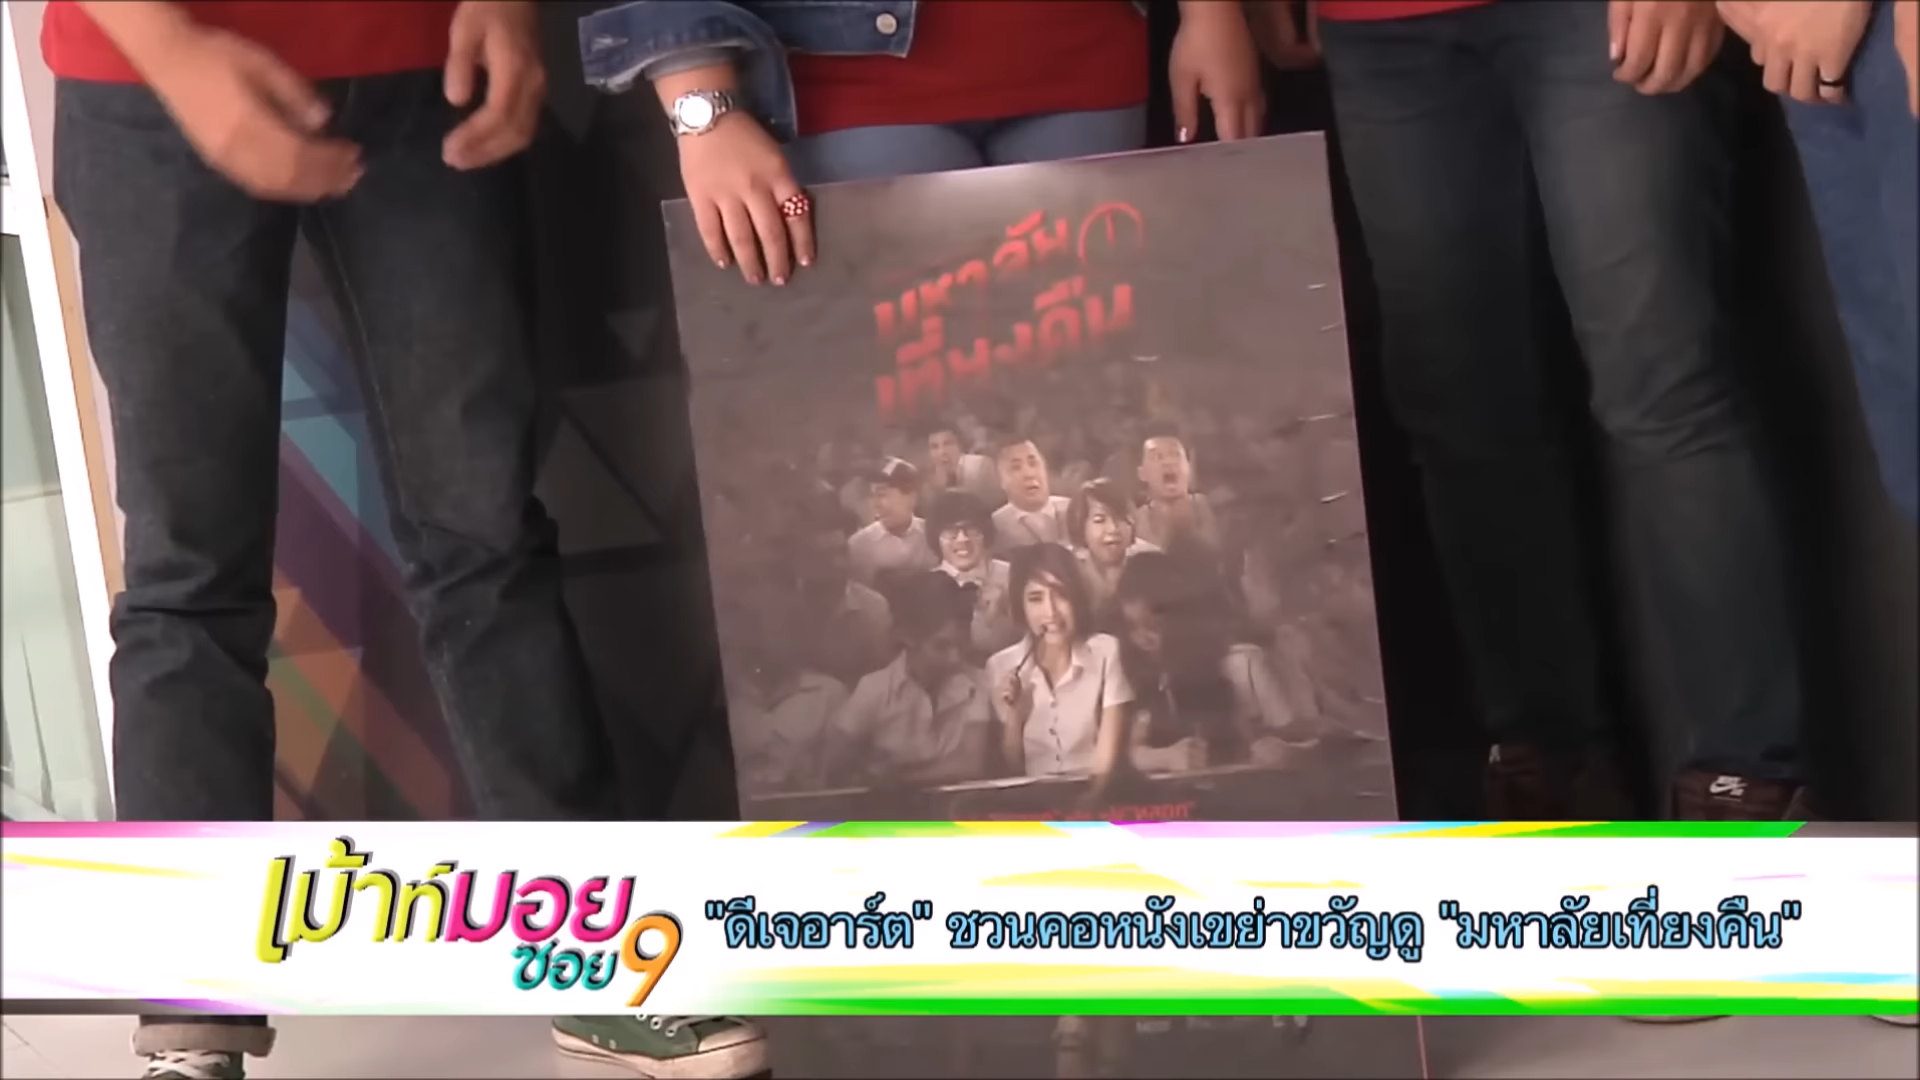 มหาลัย
เที่ยงคืน
เม้าท์มอย
ซอย 9
"ดีเจอาร์ต" ชวนคอหนังเขย่าขวัญดู "มหาลัยเที่ยงคืน"